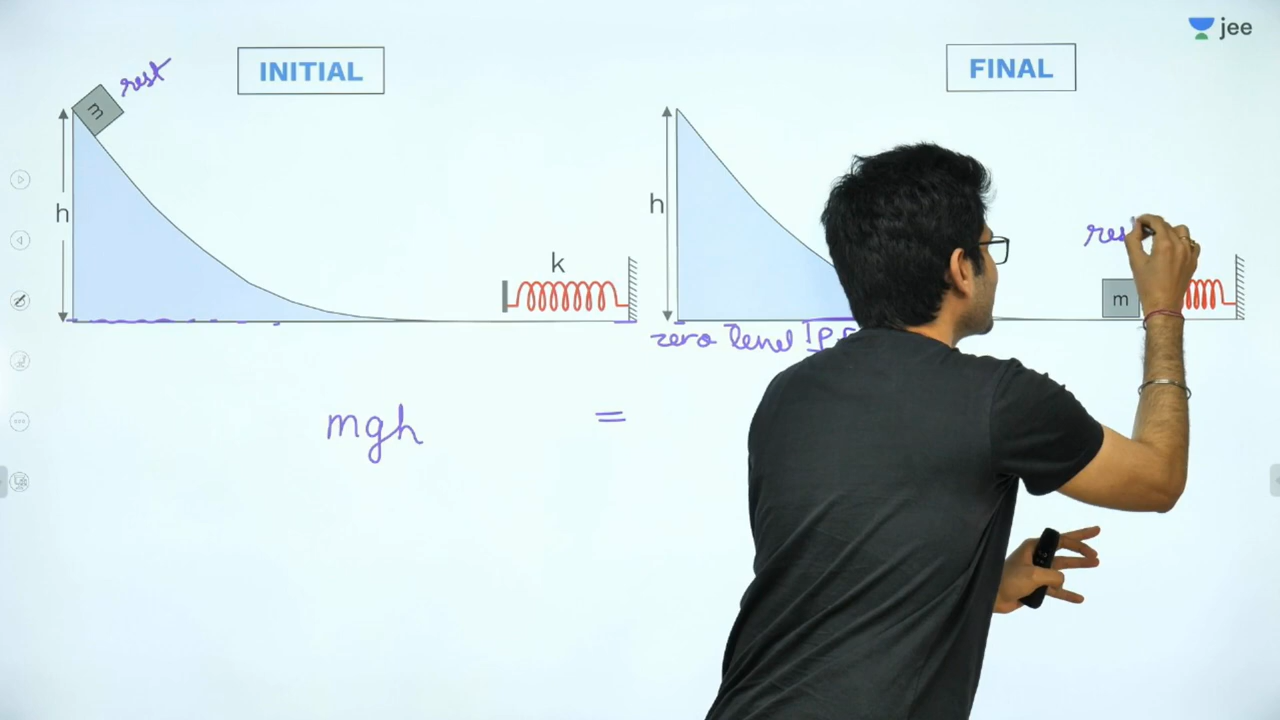 jee
INITIAL
FINAL
rest
m
h
k
h
m
zero level
mgh =